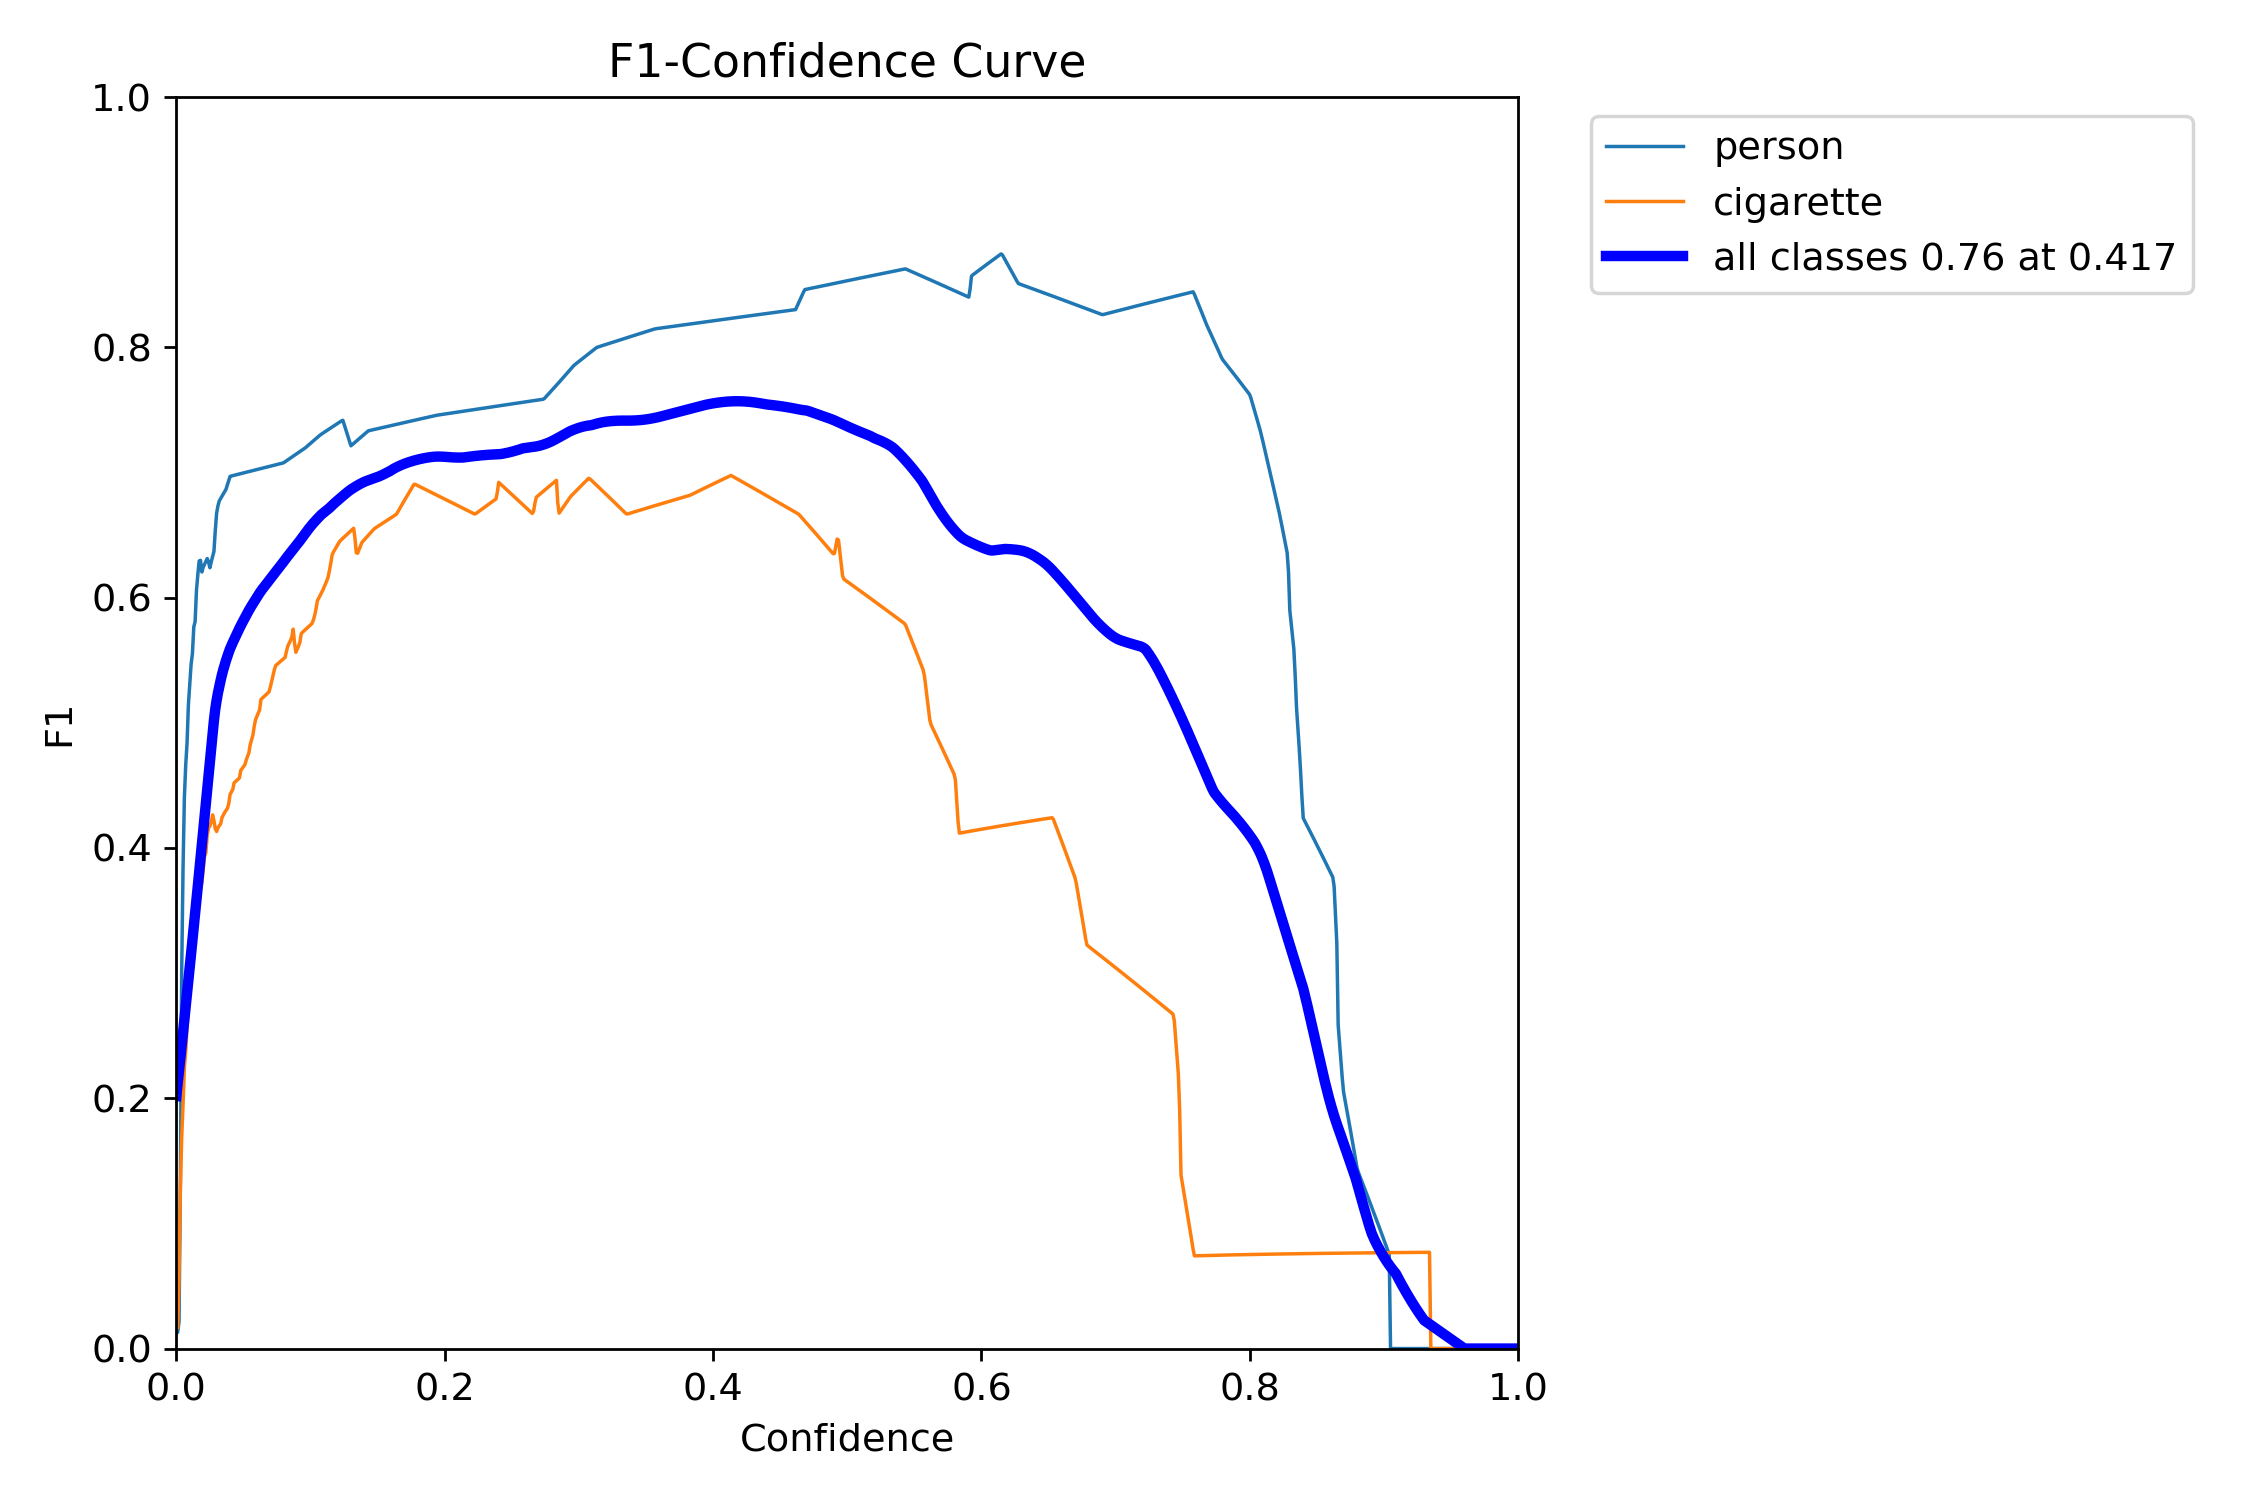 F1-Confidence Curve
1.0
0.8
0.6
0.4
0.2
0.0
F1
0.0 0.2 0.4 0.6 0.8 1.0
Confidence
person
cigarette
all classes 0.76 at 0.417